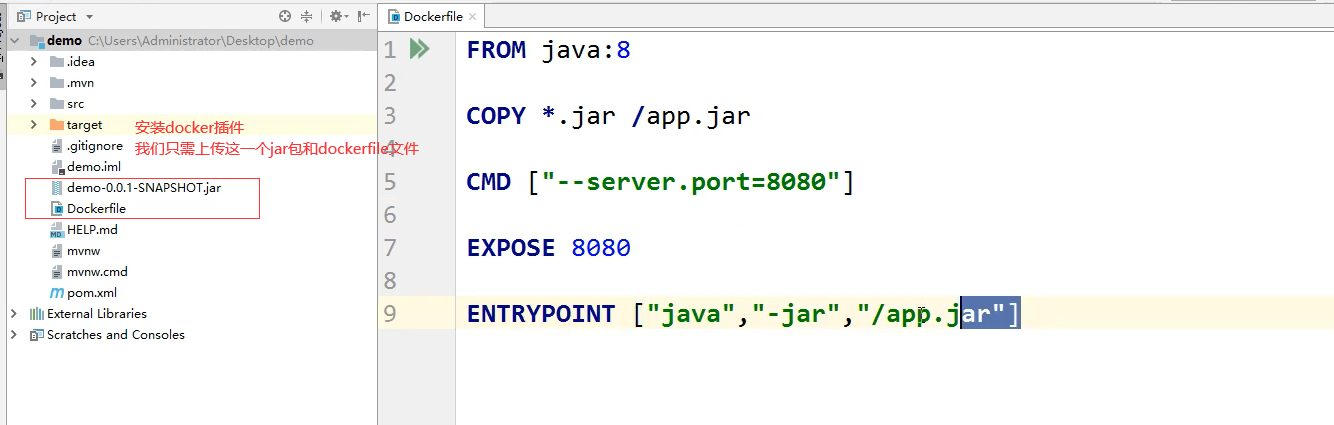 Project
demo C:\Users\Administrator\Desktop\demo
.idea
.mvn
src
target
安装docker插件
.gitignore
我们只需上传这一个jar包和dockerfile文件
demo.iml
demo-0.0.1-SNAPSHOT.jar
Dockerfile
HELP.md
mvnw
mvnw.cmd
pom.xml
External Libraries
Scratches and Consoles
Dockerfile
1 FROM java:8
2
3 COPY *.jar /app.jar
4
5 CMD ["--server.port=8080"]
6
7 EXPOSE 8080
8
9 ENTRYPOINT ["java","-jar","/app.jar"]